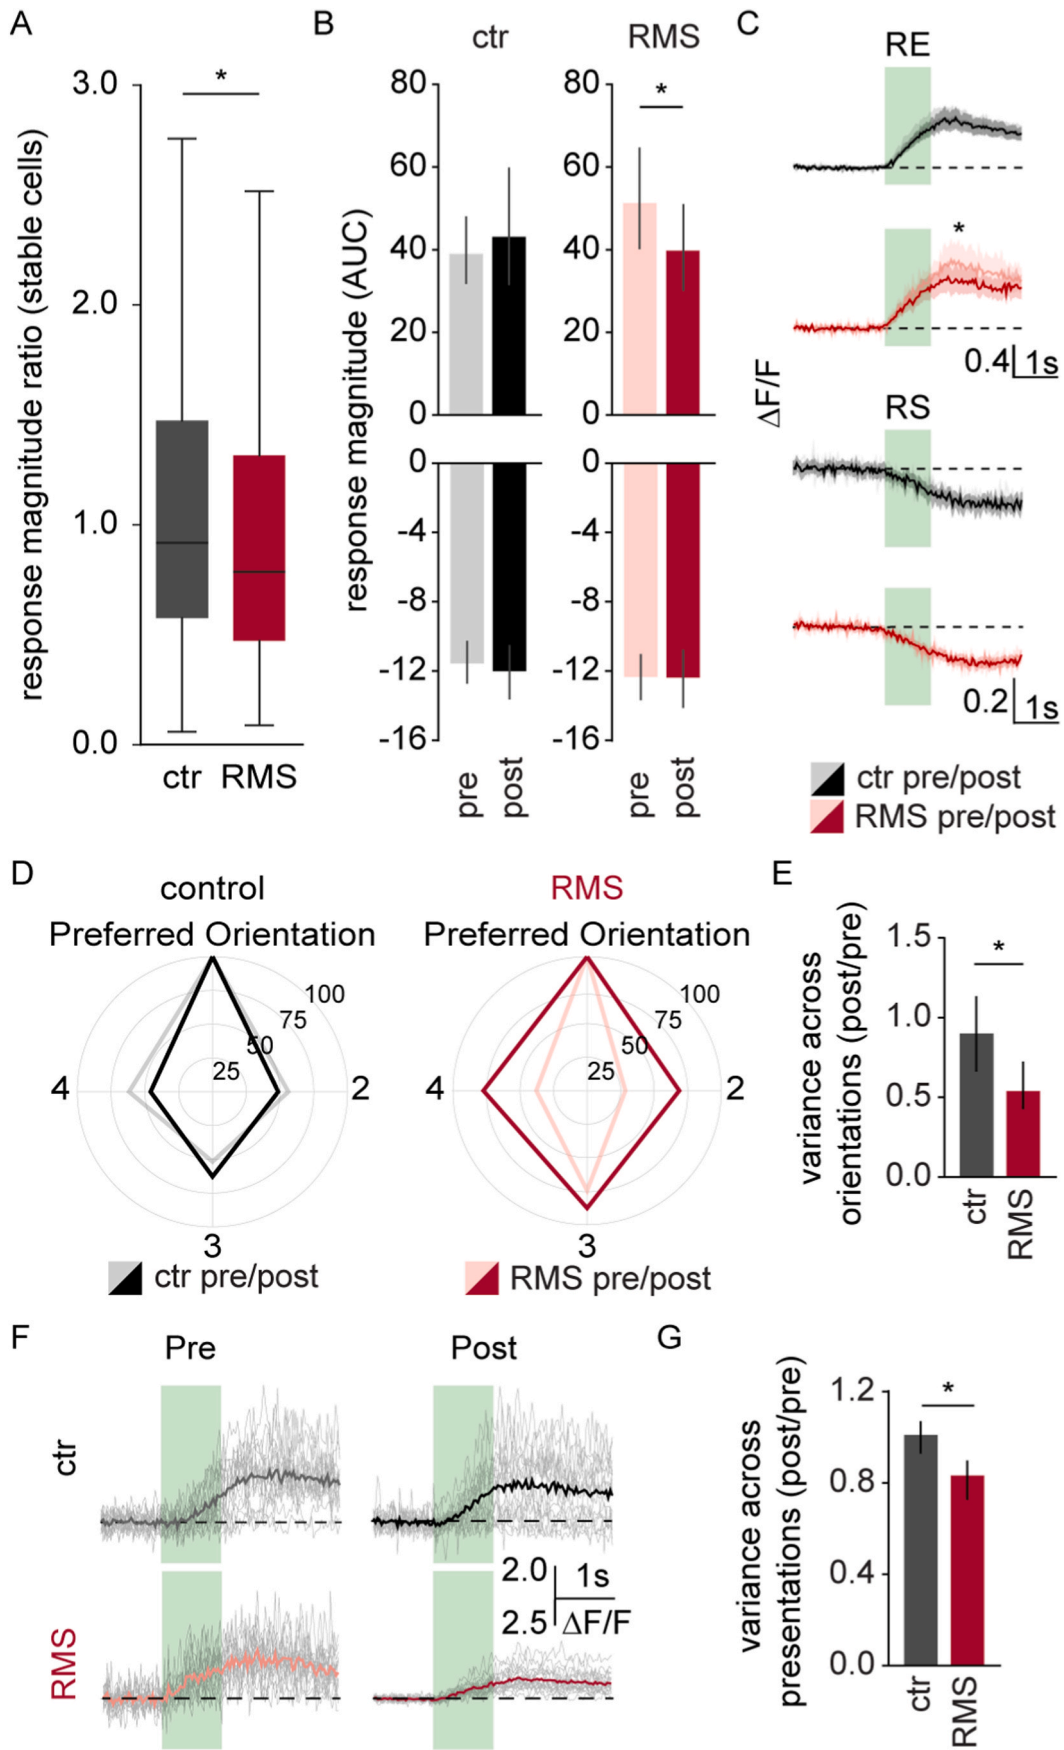 A
response magnitude ratio (stable cells)
3.0
2.0
1.0
0.0
*
ctr
RMS
B
ctr
RMS
response magnitude (AUC)
80
60
40
20
0
0
-4
-8
-12
-16
80
60
40
20
0
0
-4
-8
-12
-16
*
pre
post
pre
post
C
RE
*
0.4
1s
ΔF/F
RS
0.2
1s
ctr pre/post
RMS pre/post
D
control
Preferred Orientation
100
75
50
25
4
2
3
ctr pre/post
RMS
Preferred Orientation
100
75
50
25
4
2
3
RMS pre/post
E
variance across
orientations (post/pre)
1.5
1.0
0.5
0.0
*
ctr
RMS
F
Pre
Post
ctr
RMS
2.0
1s
2.5
ΔF/F
G
variance across
presentations (post/pre)
1.2
0.8
0.4
0.0
*
ctr
RMS